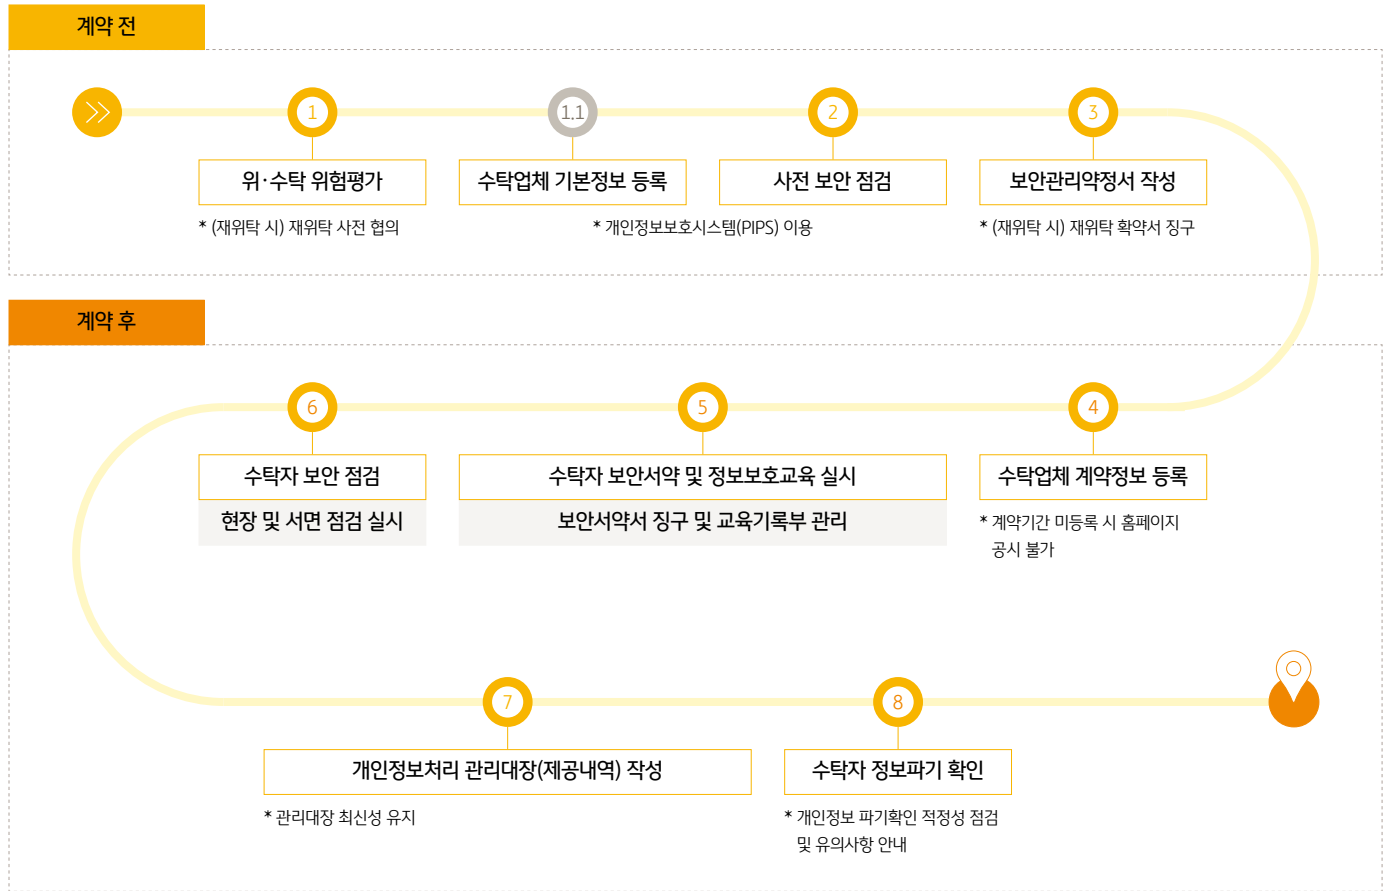 계약 전
1
1.1
2
3
위·수탁 위험평가
수탁업체 기본정보 등록
사전 보안 점검
보안관리약정서 작성
* (재위탁 시) 재위탁 사전 협의
* 개인정보보호시스템(PIPS) 이용
* (재위탁 시) 재위탁 확약서 징구
계약 후
6
5
4
수탁자 보안 점검
수탁자 보안서약 및 정보보호교육 실시
수탁업체 계약정보 등록
현장 및 서면 점검 실시
보안서약서 징구 및 교육기록부 관리
* 계약기간 미등록 시 홈페이지
공시 불가
7
8
개인정보처리 관리대장(제공내역) 작성
수탁자 정보파기 확인
* 관리대장 최신성 유지
* 개인정보 파기확인 적정성 점검
및 유의사항 안내